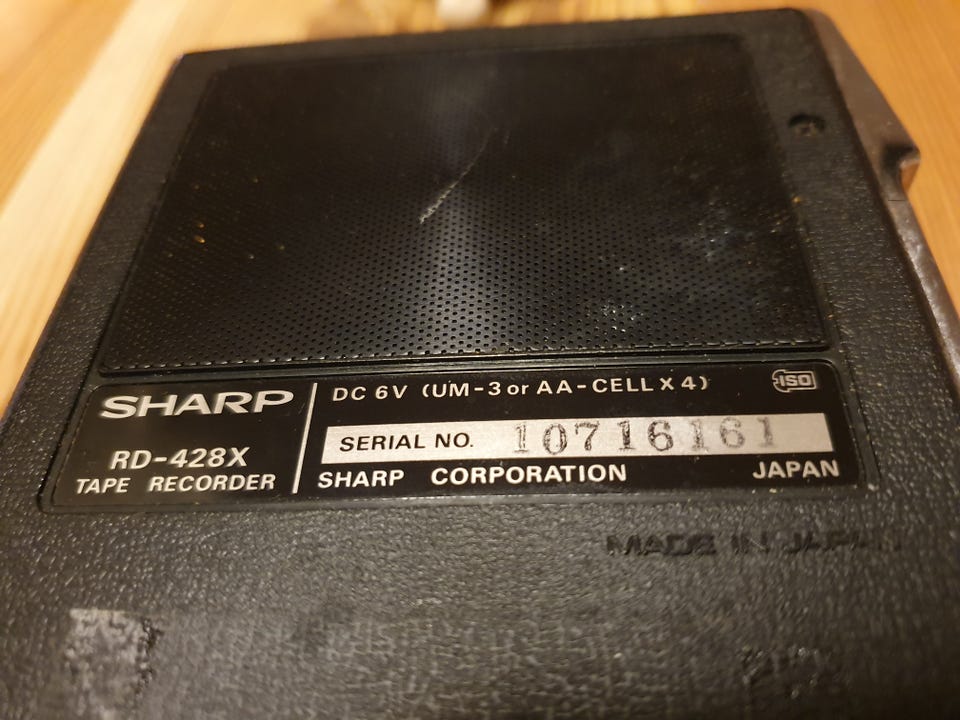 SHARP
RD-428X
TAPE RECORDER
DC 6V (UM-3 or AA-CELL X 4)
ISO
SERIAL NO. 10716161
SHARP CORPORATION JAPAN
MADE IN JAPAN